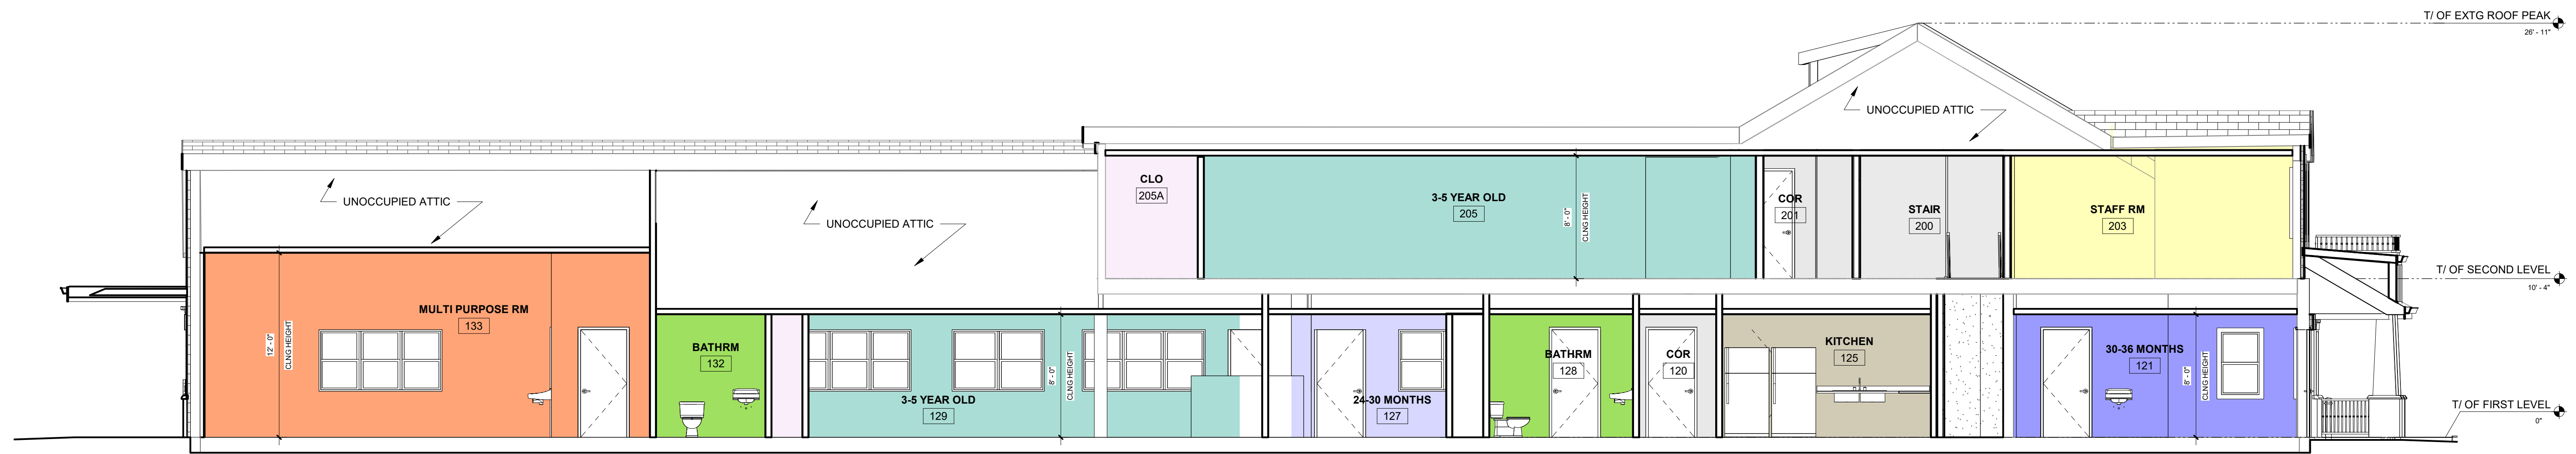 T/ OF EXTG ROOF PEAK
26' - 11"
UNOCCUPIED ATTIC
CLO
205A
3-5 YEAR OLD
205
8' - 0"
CLNG HEIGHT
COR
201
STAIR
200
STAFF RM
203
UNOCCUPIED ATTIC
UNOCCUPIED ATTIC
T/ OF SECOND LEVEL
10' - 4"
MULTI PURPOSE RM
133
12' - 0"
CLNG HEIGHT
BATHRM
132
3-5 YEAR OLD
129
8' - 0"
CLNG HEIGHT
24-30 MONTHS
127
BATHRM
128
COR
120
KITCHEN
125
30-36 MONTHS
121
8' - 0"
CLNG HEIGHT
T/ OF FIRST LEVEL
0"